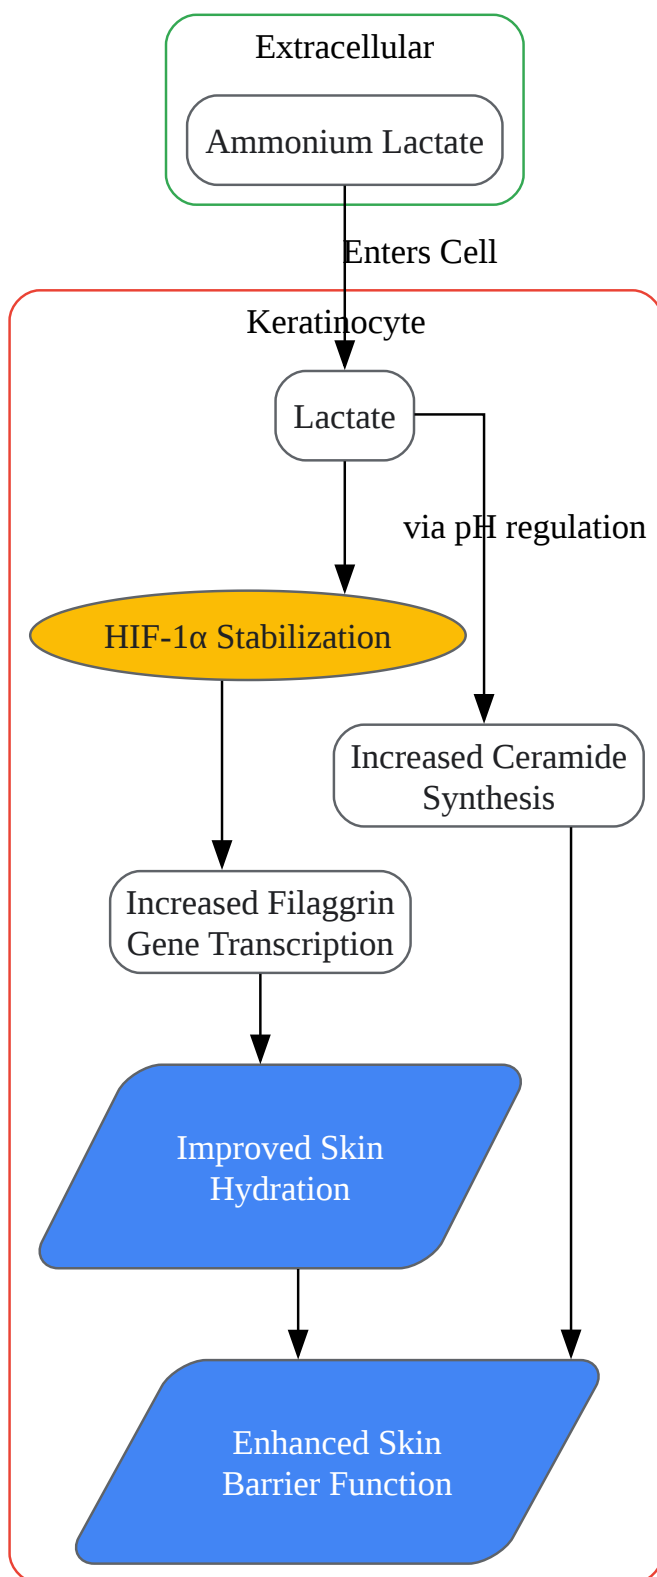 Extracellular
Ammonium Lactate
Enters Cell
Keratinocyte
Lactate
via pH regulation
HIF-1α Stabilization
Increased Ceramide
Synthesis
Increased Filaggrin
Gene Transcription
Improved Skin
Hydration
Enhanced Skin
Barrier Function